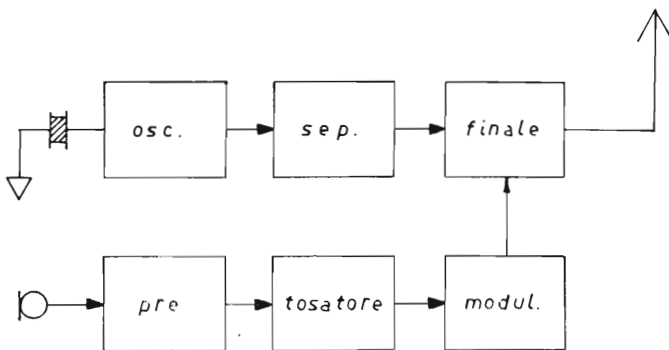 osc.
sep.
finale
pre
tosatore
modul.